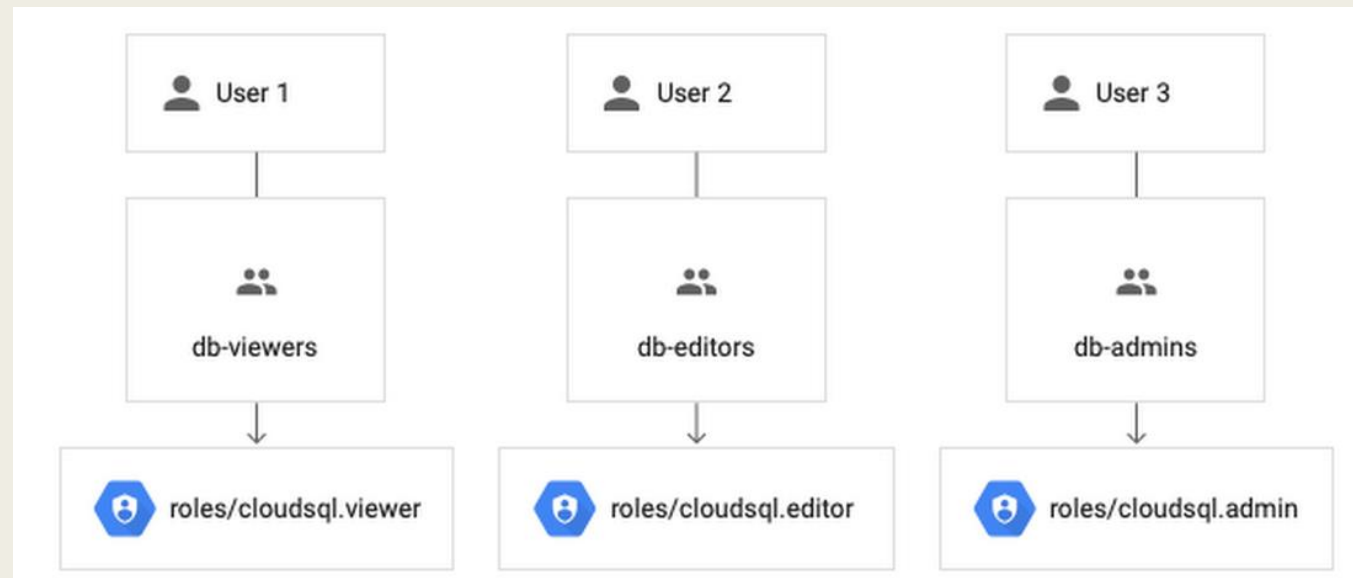 User 1
User 2
User 3
db-viewers
db-editors
db-admins
roles/cloudsql.viewer
roles/cloudsql.editor
roles/cloudsql.admin